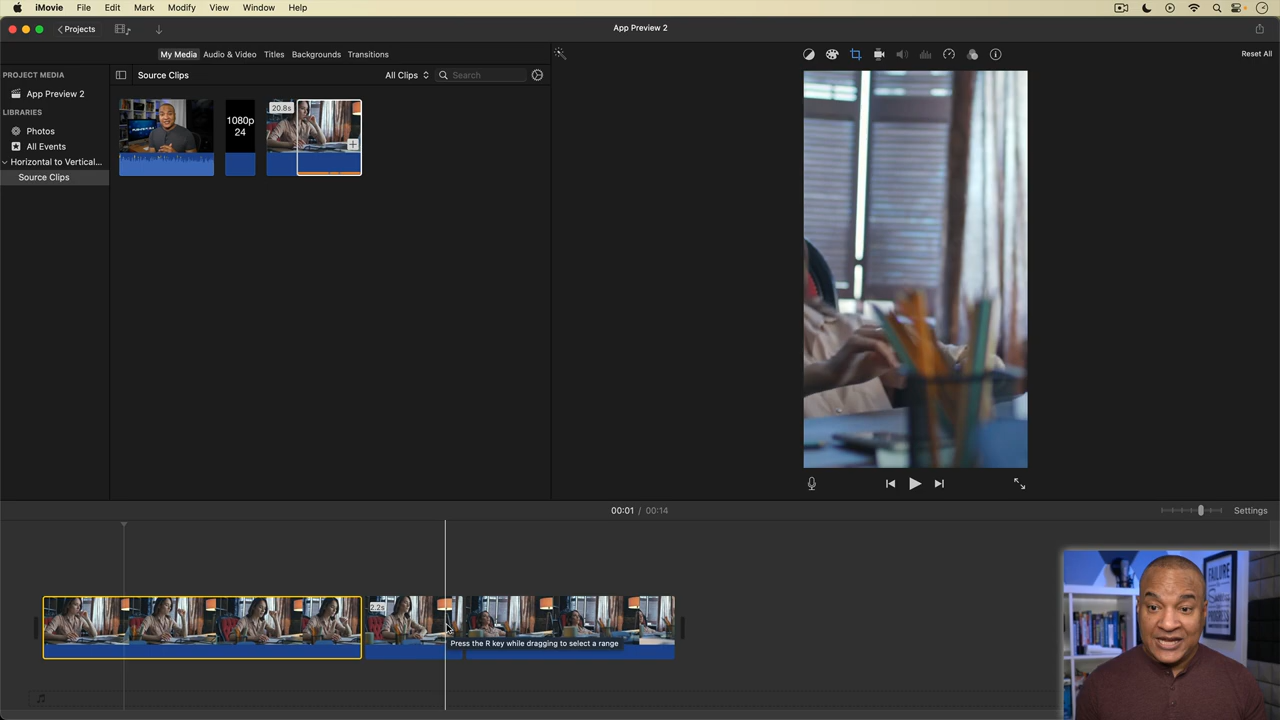 iMovie File Edit Mark Modify View Window Help
Projects
App Preview 2
My Media Audio & Video Titles Backgrounds Transitions
Reset All
PROJECT MEDIA
App Preview 2
LIBRARIES
Photos
All Events
Horizontal to Vertical...
Source Clips
Source Clips
All Clips
Search
1080p
24
20.8s
00:01 / 00:14
Settings
2.2s
Press the R key while dragging to select a range
FAILURE